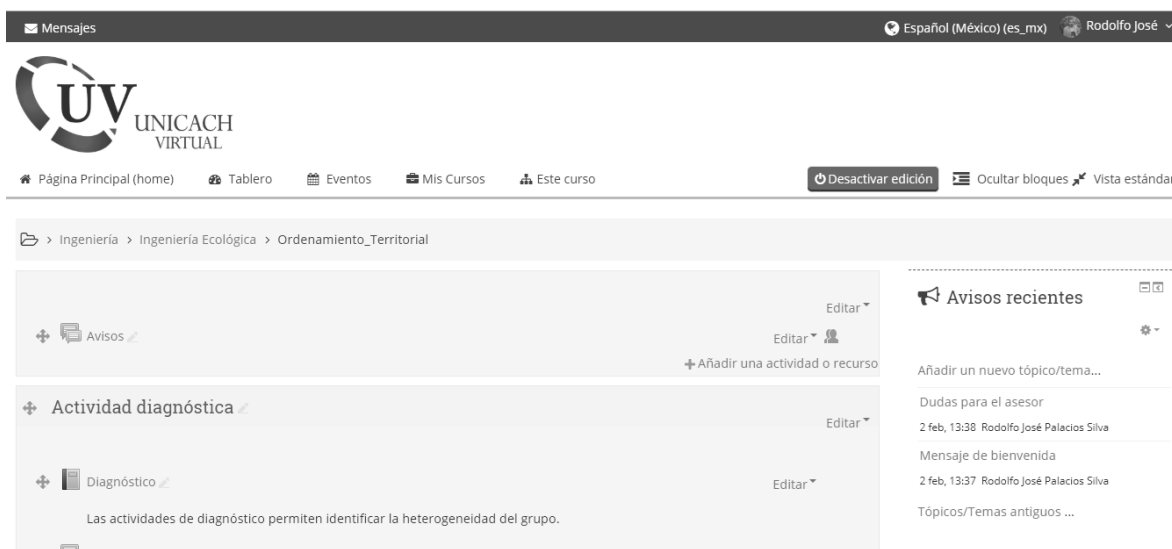 Mensajes
Español (México) (es_mx) Rodolfo José
UV UNICACH
VIRTUAL
Página Principal (home) Tablero Eventos Mis Cursos Este curso
Desactivar edición Ocultar bloques Vista estándar
> Ingeniería > Ingeniería Ecológica > Ordenamiento_Territorial
Editar
Avisos Editar
+ Añadir una actividad o recurso
Actividad diagnóstica
Editar
Diagnóstico Editar
Las actividades de diagnóstico permiten identificar la heterogeneidad del grupo.
Avisos recientes
Añadir un nuevo tópico/tema...
Dudas para el asesor
2 feb, 13:38 Rodolfo José Palacios Silva
Mensaje de bienvenida
2 feb, 13:37 Rodolfo José Palacios Silva
Tópicos/Temas antiguos ...